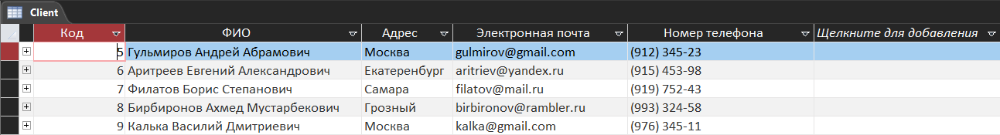 Client
Код ФИО Адрес Электронная почта Номер телефона Щелкните для добавления
5 Гульмиров Андрей Абрамович Москва gulmirov@gmail.com (912) 345-23
6 Аритреев Евгений Александрович Екатеренбург aritriev@yandex.ru (915) 453-98
7 Филатов Борис Степанович Самара filatov@mail.ru (919) 752-43
8 Бирбиронов Ахмед Мустарбекович Грозный birbironov@rambler.ru (993) 324-58
9 Калька Василий Дмитриевич Москва kalka@gmail.com (976) 345-11